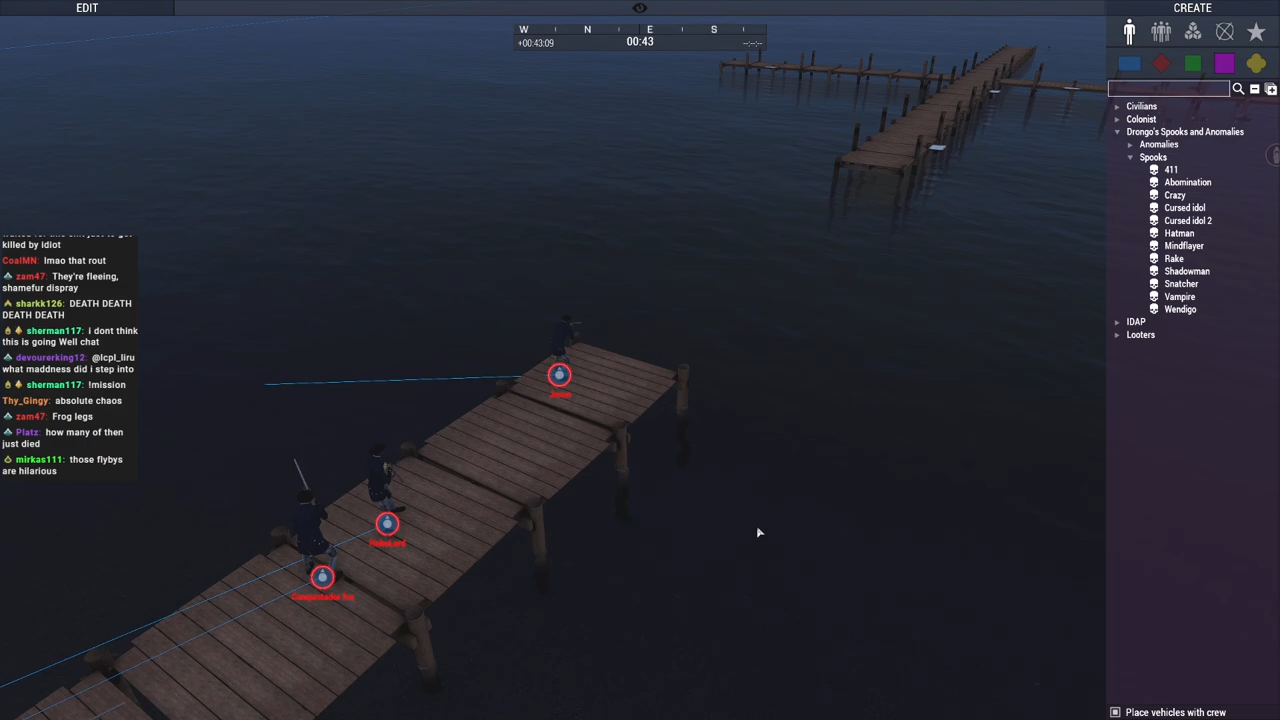 EDIT
CREATE
W N E S
+00:43:09 00:43 --:--:--
killed by idiot
CoalMN: lmao that rout
zam47: They're fleeing,
shamefur dispray
sharkk126: DEATH DEATH
DEATH DEATH
sherman117: i dont think
this is going Well chat
devourerking12: @lcpl_liru
what maddness did i step into
sherman117: !mission
Thy_Gingy: absolute chaos
zam47: Frog legs
Platz: how many of then
just died
mirkas111: those flybys
are hilarious
Civilians
Colonist
Drongo's Spooks and Anomalies
Anomalies
Spooks
411
Abomination
Crazy
Cursed idol
Cursed idol 2
Hatman
Mindflayer
Rake
Shadowman
Snatcher
Vampire
Wendigo
IDAP
Looters
Place vehicles with crew